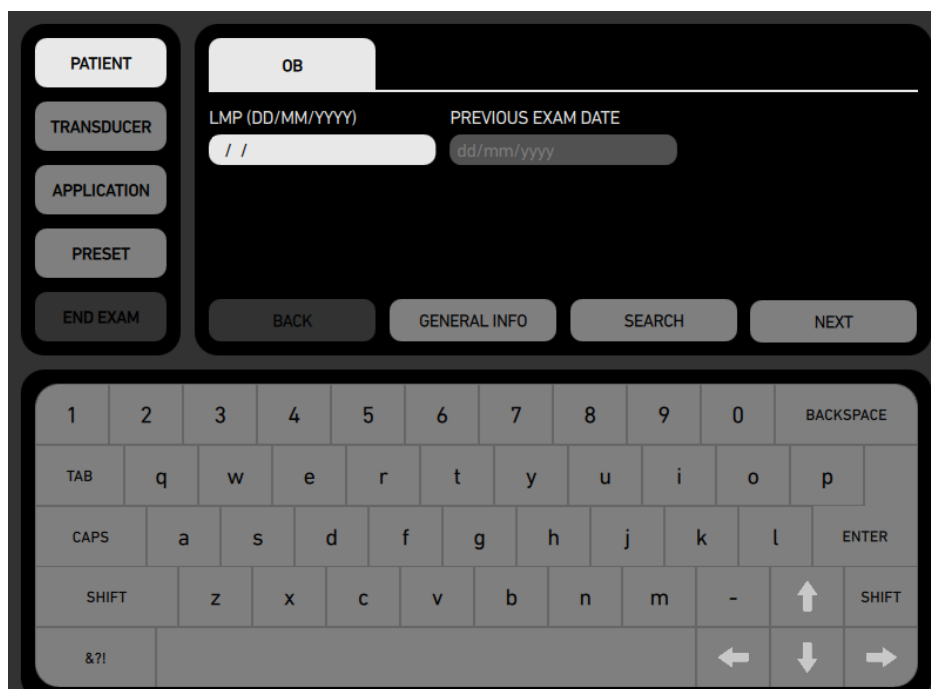 PATIENT
OB
TRANSDUCER
LMP (DD/MM/YYYY) PREVIOUS EXAM DATE
/ / dd/mm/yyyy
APPLICATION
PRESET
END EXAM
BACK GENERAL INFO SEARCH NEXT
1 2 3 4 5 6 7 8 9 0 BACKSPACE
TAB q w e r t y u i o p
CAPS a s d f g h j k l ENTER
SHIFT z x c v b n m - SHIFT
&?!